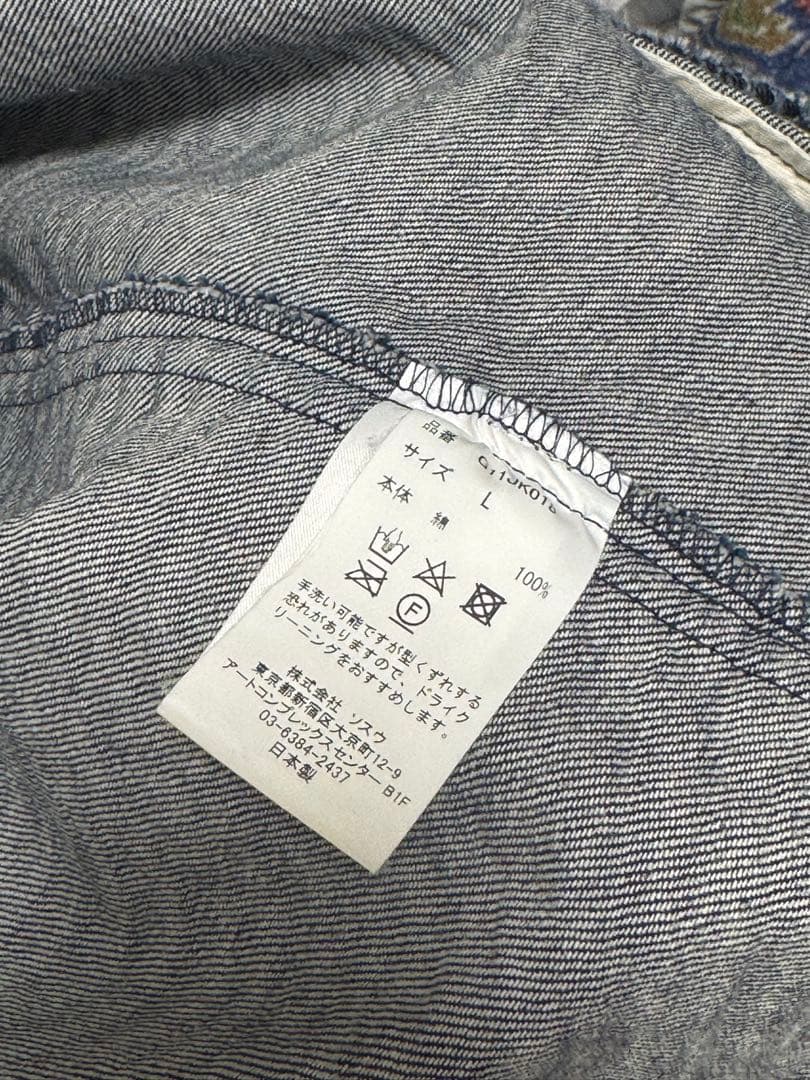 品番
サイズ L
本体 綿 100%
F
手洗い可能ですが型くずれする
恐れがありますので、ドライク
リーニングをおすすめします。
株式会社 リスウ
東京都新宿区大京町12-9
アートコンプレックスセンター B1F
03-6384-2437
日本製